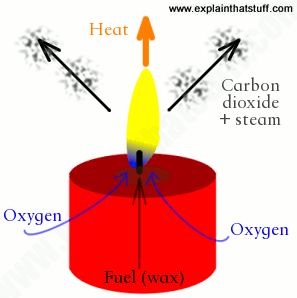 www.explainthatstuff.com
Heat
Carbon
dioxide
+ steam
Oxygen
Oxygen
Fuel (wax)